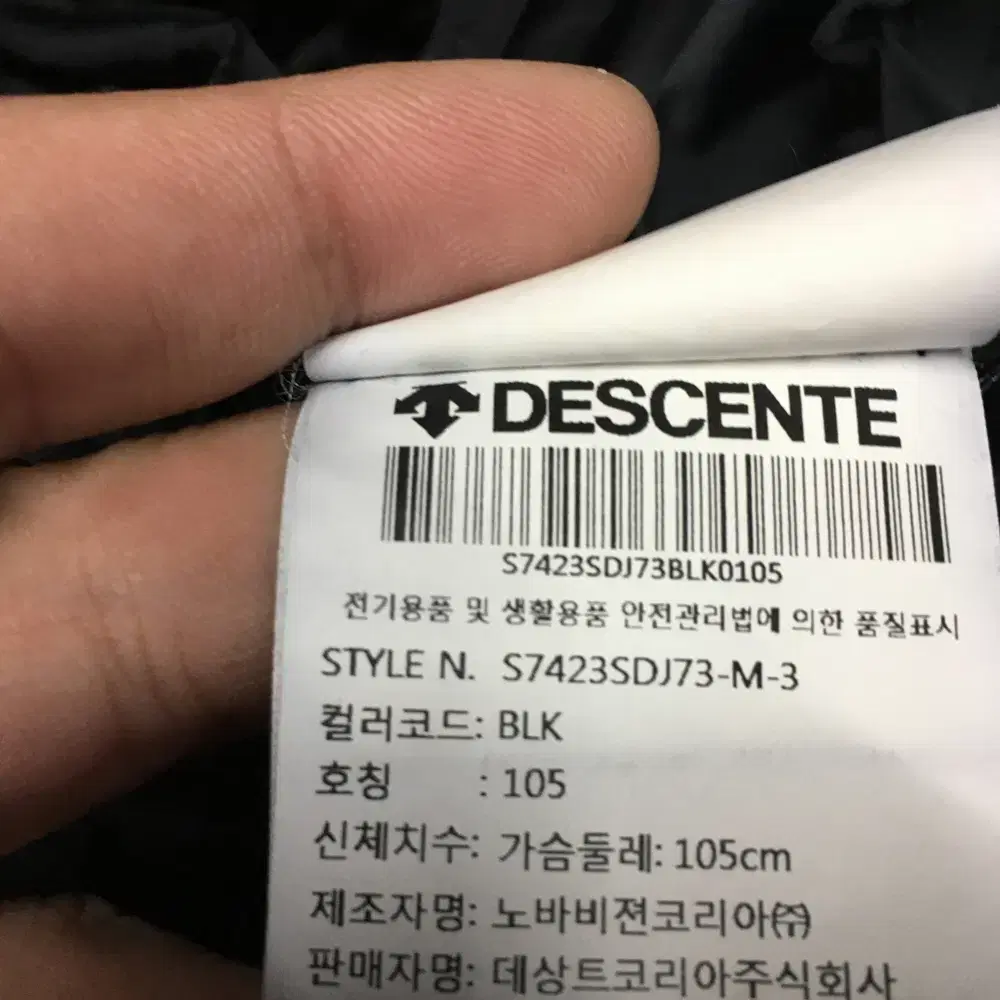 DESCENTE
S7423SDJ73BLK0105
전기용품 및 생활용품 안전관리법에 의한 품질표시
STYLE N. S7423SDJ73-M-3
컬러코드: BLK
호칭 : 105
신체치수: 가슴둘레: 105cm
제조자명: 노바비젼코리아㈜
판매자명: 데상트코리아주식회사